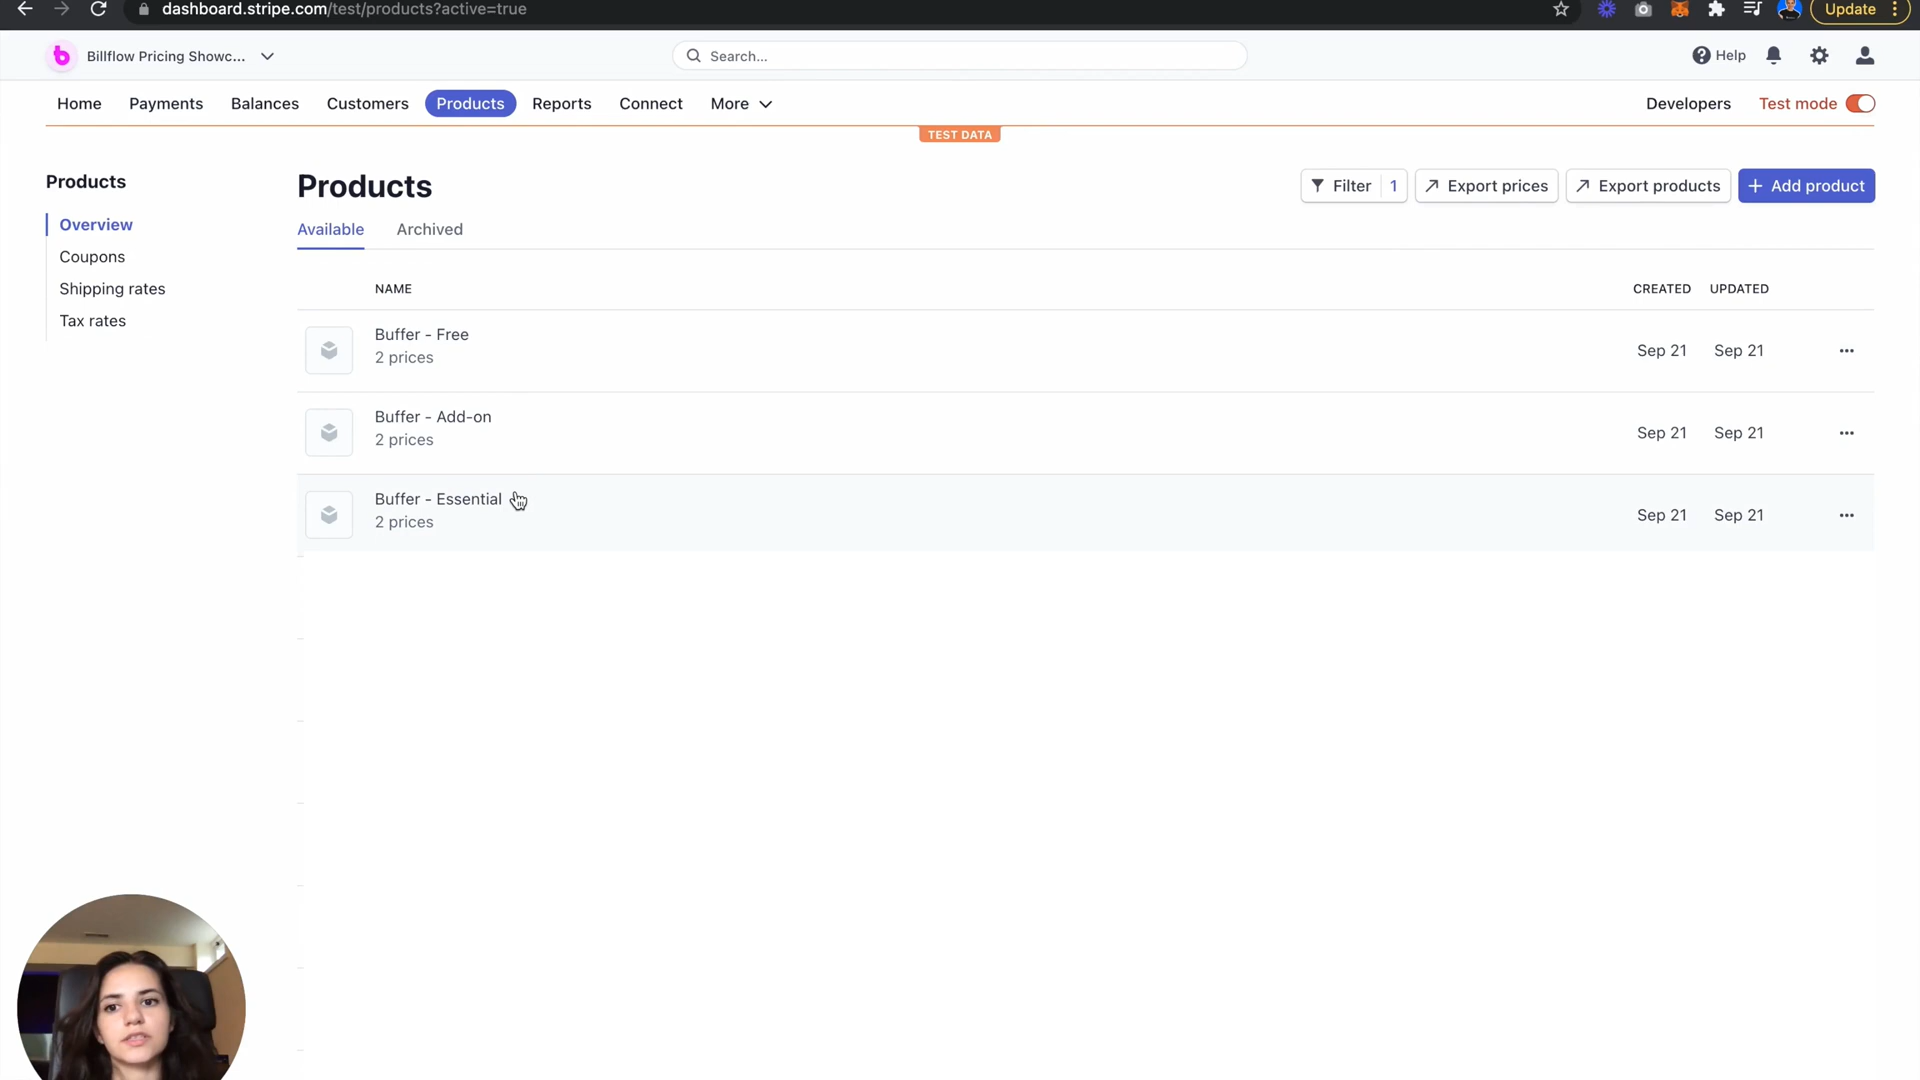 dashboard.stripe.com/test/products?active=true
Update
Billflow Pricing Showc...
Search...
Help
Home
Payments
Balances
Customers
Products
Reports
Connect
More
Developers
Test mode
TEST DATA
Products
Overview
Coupons
Shipping rates
Tax rates
Products
Filter 1
Export prices
Export products
Add product
Available
Archived
NAME
CREATED
UPDATED
Buffer - Free
2 prices
Sep 21
Sep 21
Buffer - Add-on
2 prices
Sep 21
Sep 21
Buffer - Essential
2 prices
Sep 21
Sep 21